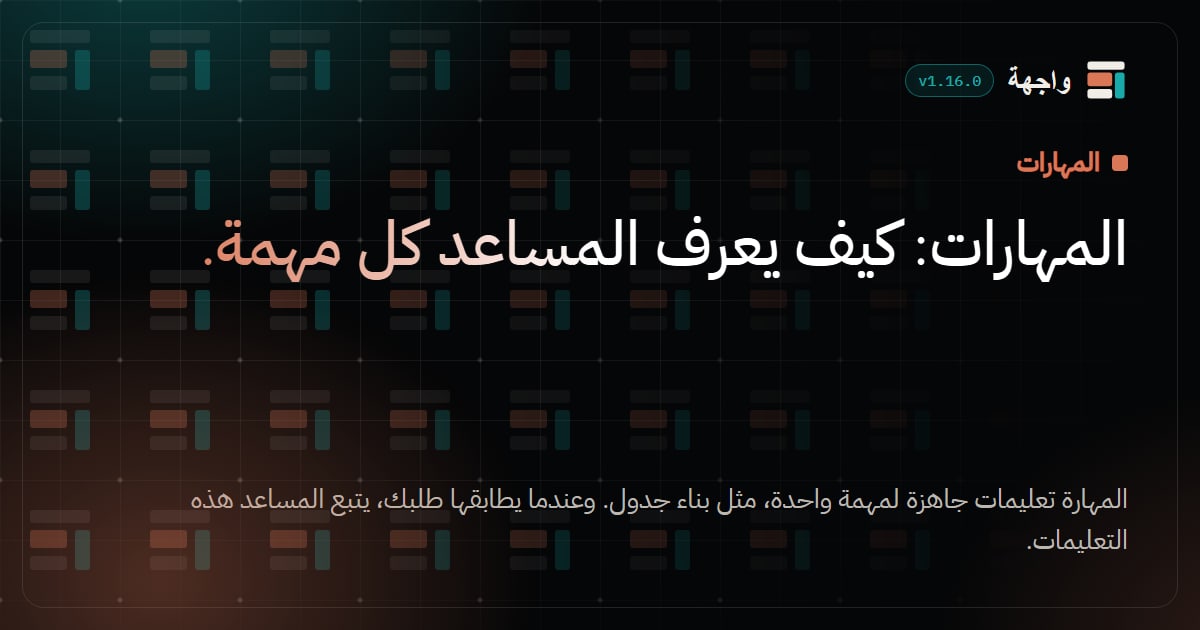 واجهة v1.16.0
المهارات
المهارات: كيف يعرف المساعد كل مهمة.
المهارة تعليمات جاهزة لمهمة واحدة، مثل بناء جدول. وعندما يطابقها طلبك، يتبع المساعد هذه
التعليمات.